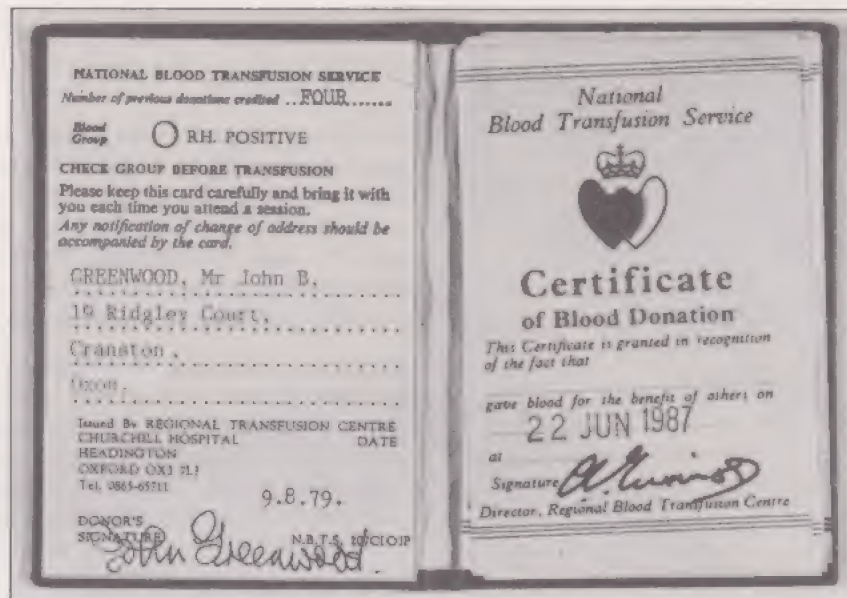 NATIONAL BLOOD TRANSFUSION SERVICE
Number of previous donations credited ..FOUR......
Blood
Group O RH. POSITIVE
CHECK GROUP BEFORE TRANSFUSION
Please keep this card carefully and bring it with
you each time you attend a session.
Any notification of change of address should be
accompanied by the card.
GREENWOOD, Mr John B.
19 Ridgley Court,
Cranston.
Oxon.
Issued By REGIONAL TRANSFUSION CENTRE
CHURCHILL HOSPITAL DATE
HEADINGTON
OXFORD
Tel. 0865-65711
9.8.79.
DONOR'S
SIGNATURE N.B.T.S.
John Greenwood.
National
Blood Transfusion Service
Certificate
of Blood Donation
This Certificate is granted in recognition
of the fact that
gave blood for the benefit of others on
22 JUN 1987
at
Signature
Director, Regional Blood Transfusion Centre